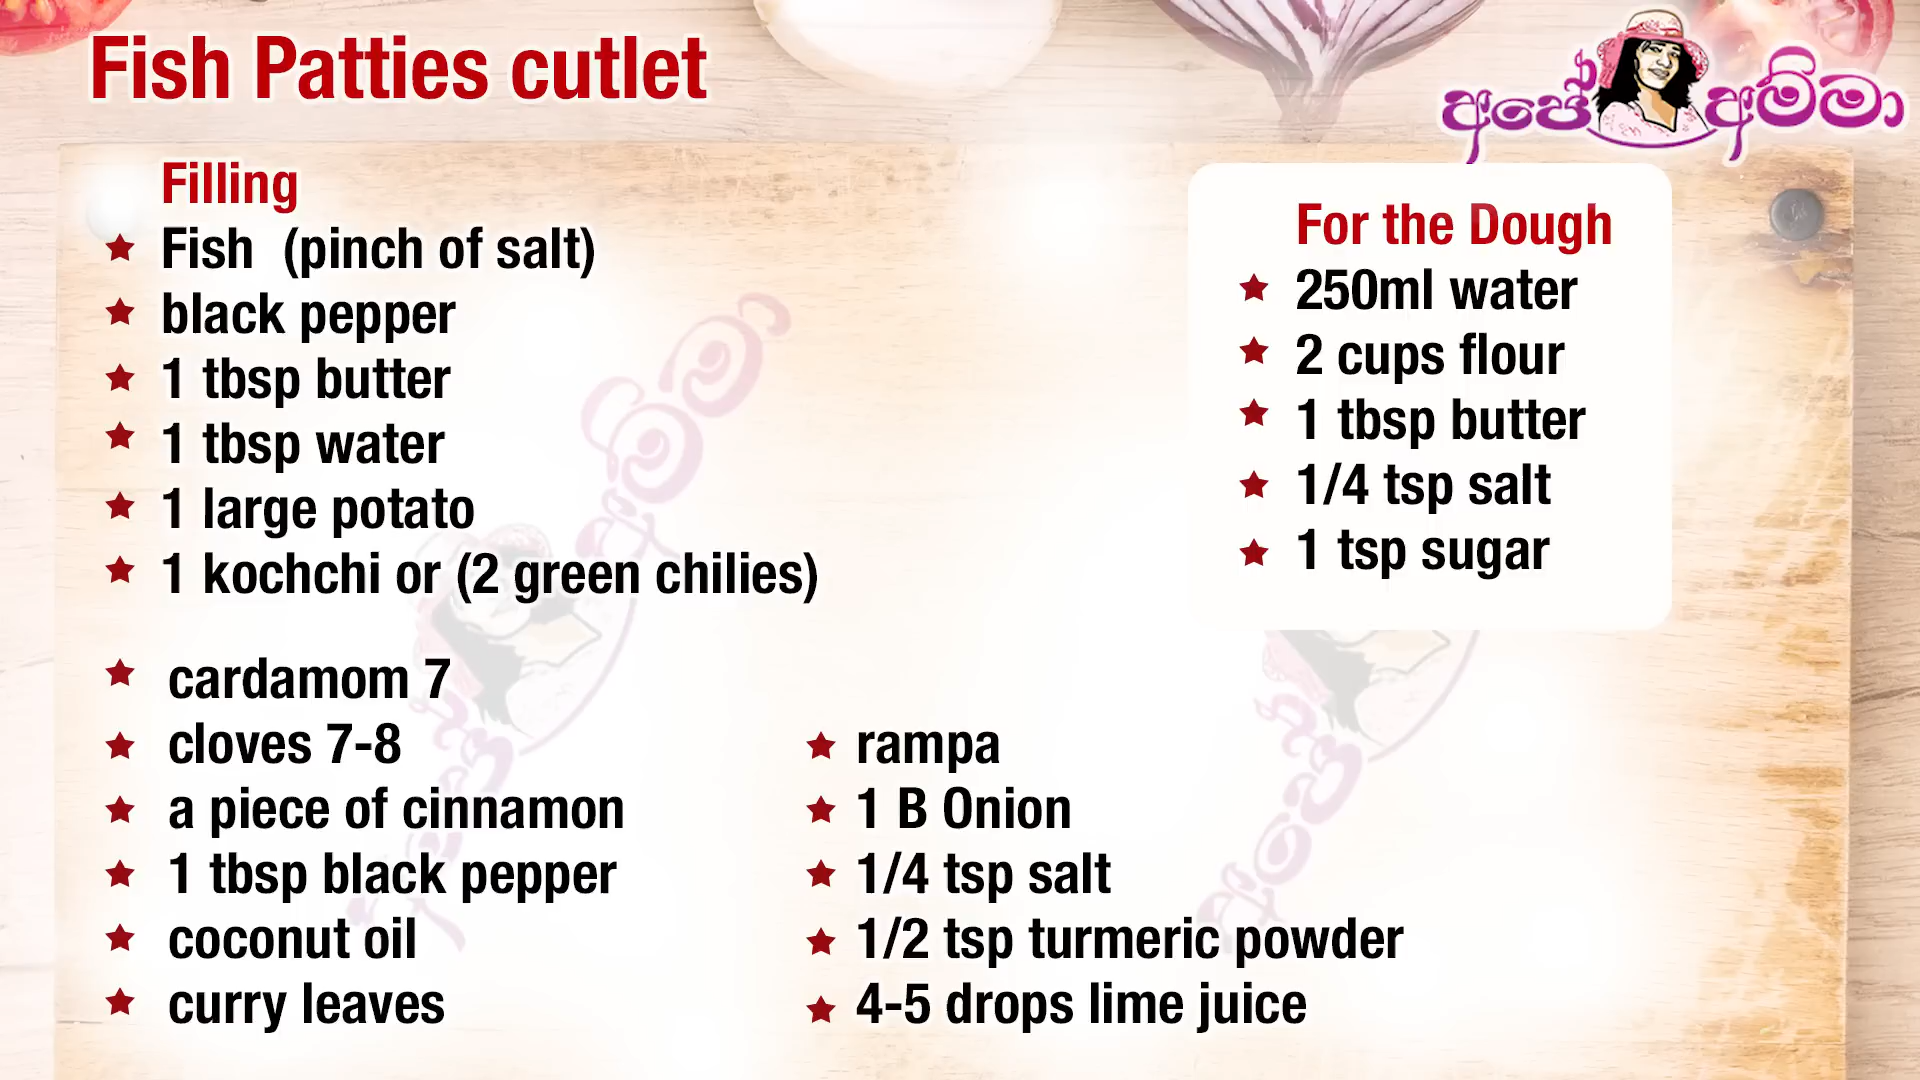 Fish Patties cutlet
අපේ අම්මා
Filling
Fish (pinch of salt)
black pepper
1 tbsp butter
1 tbsp water
1 large potato
1 kochchi or (2 green chilies)
cardamom 7
cloves 7-8
a piece of cinnamon
1 tbsp black pepper
coconut oil
curry leaves
rampa
1 B Onion
1/4 tsp salt
1/2 tsp turmeric powder
4-5 drops lime juice
For the Dough
250ml water
2 cups flour
1 tbsp butter
1/4 tsp salt
1 tsp sugar
අපේ අම්මා
අපේ